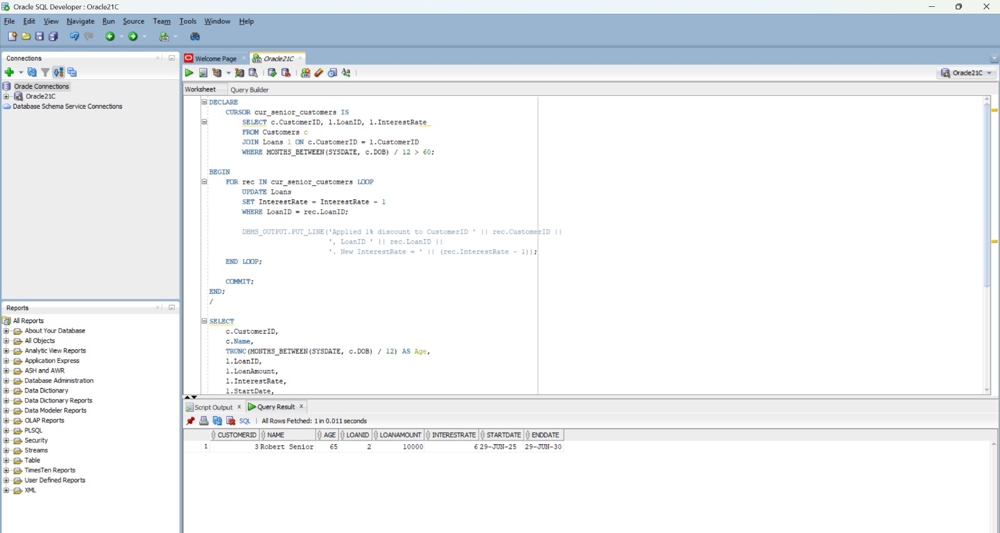 Oracle SQL Developer : Oracle21C
File Edit View Navigate Run Source Team Tools Window Help
Connections
Oracle Connections
Oracle21C
Database Schema Service Connections
Reports
All Reports
About Your Database
All Objects
Analytic View Reports
Application Express
ASH and AWR
Database Administration
Data Dictionary
Data Dictionary Reports
Data Modeler Reports
OLAP Reports
PLSQL
Security
Streams
Table
TimesTen Reports
User Defined Reports
XML
Welcome Page Oracle21C
Oracle21C
Worksheet Query Builder
DECLARE
CURSOR cur_senior_customers IS
SELECT c.CustomerID, l.LoanID, l.InterestRate
FROM Customers c
JOIN Loans l ON c.CustomerID = l.CustomerID
WHERE MONTHS_BETWEEN(SYSDATE, c.DOB) / 12 > 60;
BEGIN
FOR rec IN cur_senior_customers LOOP
UPDATE Loans
SET InterestRate = InterestRate - 1
WHERE LoanID = rec.LoanID;
DBMS_OUTPUT.PUT_LINE('Applied 1% discount to CustomerID ' || rec.CustomerID ||
', LoanID ' || rec.LoanID ||
'. New InterestRate = ' || (rec.InterestRate - 1));
END LOOP;
COMMIT;
END;
/
SELECT
c.CustomerID,
c.Name,
TRUNC(MONTHS_BETWEEN(SYSDATE, c.DOB) / 12) AS Age,
l.LoanID,
l.LoanAmount,
l.InterestRate,
l.StartDate,
Script Output Query Result
SQL All Rows Fetched: 1 in 0.011 seconds
CUSTOMERID NAME AGE LOANID LOANAMOUNT INTERESTRATE STARTDATE ENDDATE
1 3 Robert Senior 65 2 10000 6 29-JUN-25 29-JUN-30